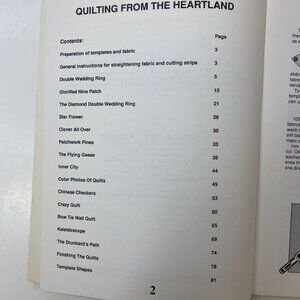 QUILTING FROM THE HEARTLAND
Contents: Page
Preparation of templates and fabric 3
General instructions for straightening fabric and cutting strips 3
Double Wedding Ring 5
Glorified Nine Patch 15
The Diamond Double Wedding Ring 21
Star Flower 26
Clover All Over 30
Patchwork Pines 33
The Flying Geese 38
Inner City 44
Color Photos Of Quilts 49
Chinese Checkers 53
Crazy Quilt 61
Bow Tie Wall Quilt 65
Kaleidoscope 69
The Drunkard's Path 74
Finishing The Quilts 78
Template Shapes 81
2